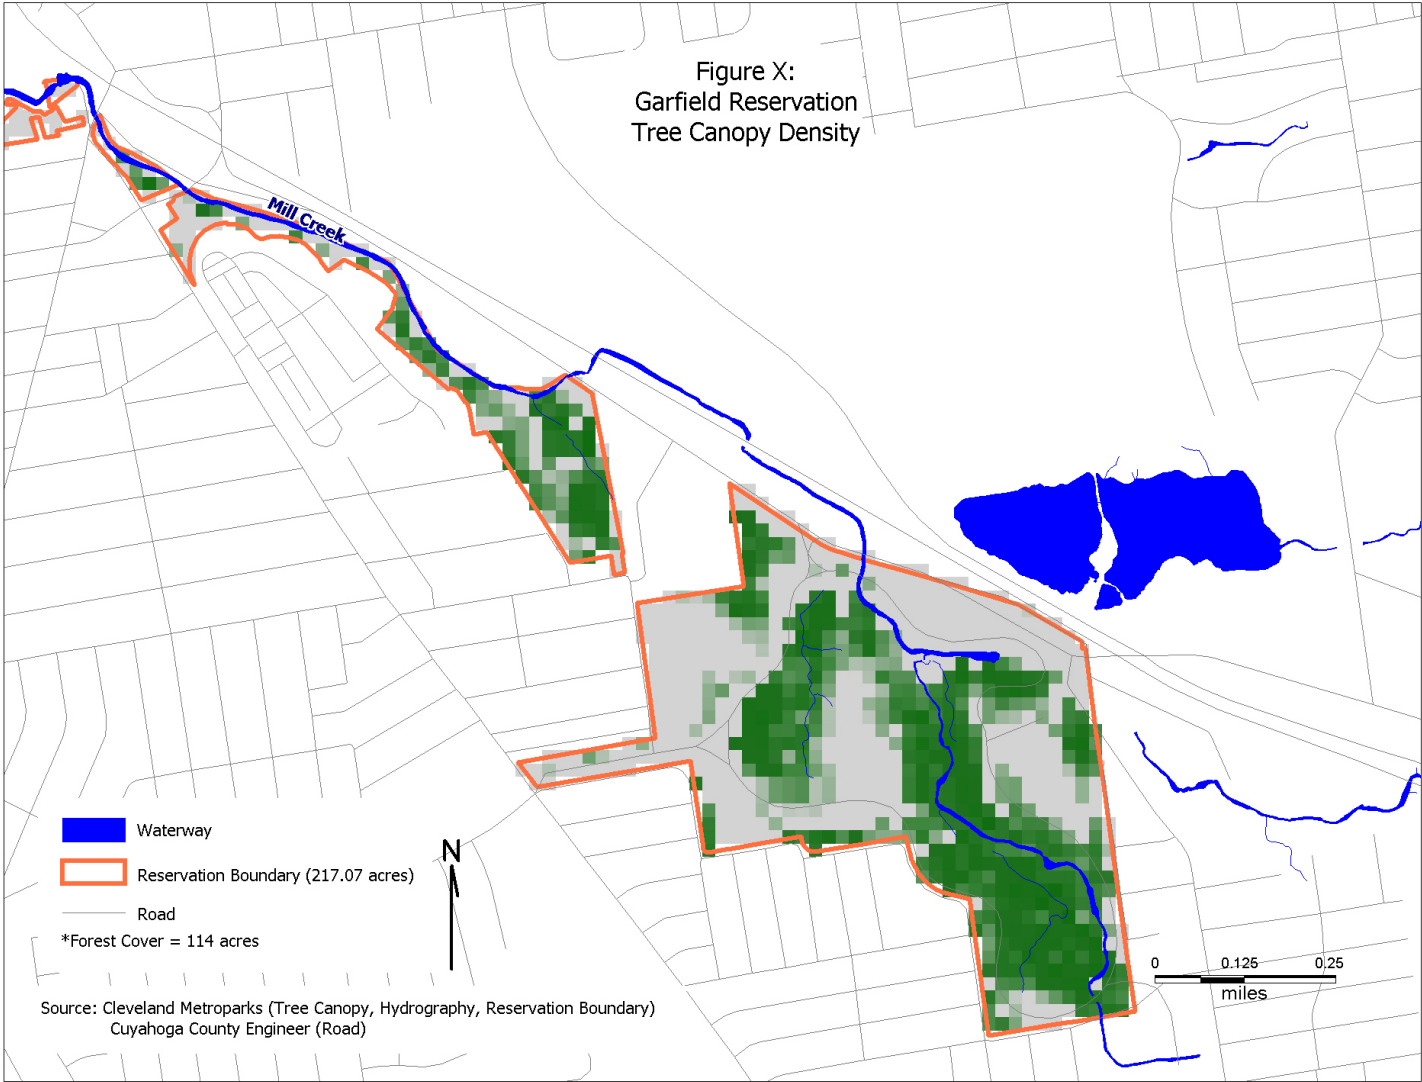 Figure X:
Garfield Reservation
Tree Canopy Density
Mill Creek
Waterway
Reservation Boundary (217.07 acres)
Road
*Forest Cover = 114 acres
N
0 0.125 0.25
miles
Source: Cleveland Metroparks (Tree Canopy, Hydrography, Reservation Boundary)
Cuyahoga County Engineer (Road)